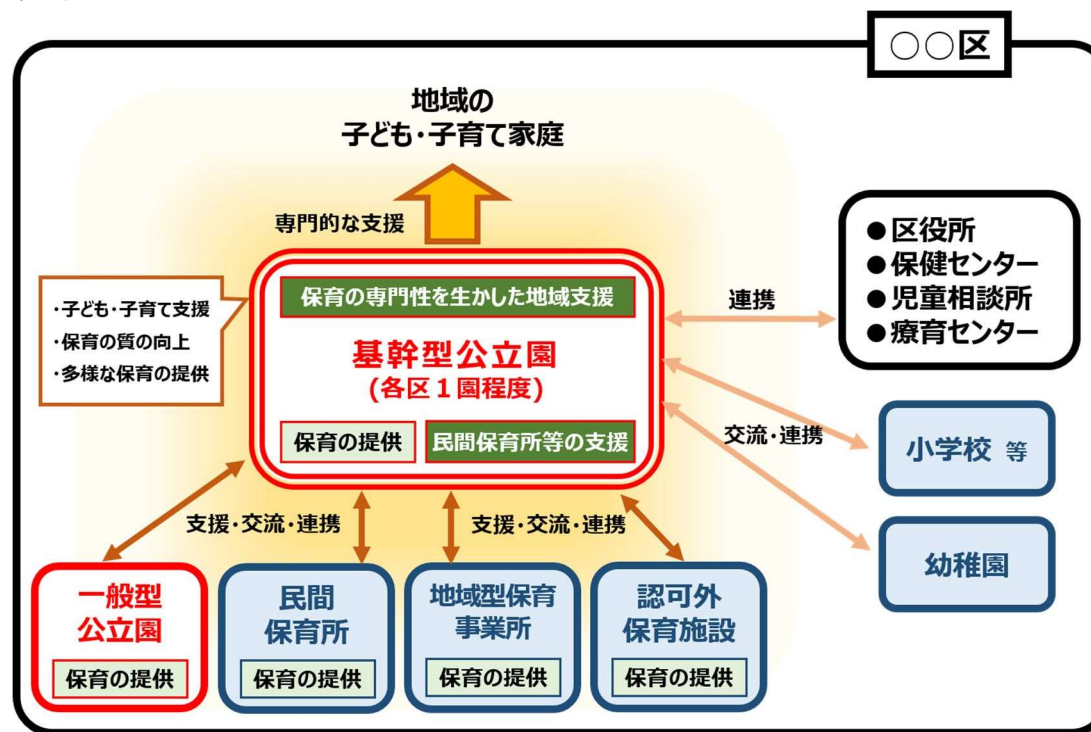 ○○区
地域の
子ども・子育て家庭
専門的な支援
・子ども・子育て支援
・保育の質の向上
・多様な保育の提供
保育の専門性を生かした地域支援
基幹型公立園
(各区１園程度)
保育の提供
民間保育所等の支援
連携
●区役所
●保健センター
●児童相談所
●療育センター
交流・連携
小学校 等
幼稚園
支援・交流・連携
支援・交流・連携
一般型
公立園
保育の提供
民間
保育所
保育の提供
地域型保育
事業所
保育の提供
認可外
保育施設
保育の提供